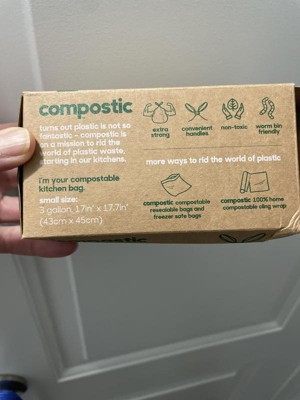 compostic
turns out plastic is not so
fantastic – compostic is
on a mission to rid the
world of plastic waste,
starting in our kitchens.
extra
strong
convenient
handles
non-toxic
warm bin
friendly
i'm your compostable
kitchen bag.
small size:
3 gallon, 17in" x 17.7in"
(43cm x 45cm)
more ways to rid the world of plastic
compostic compostable
resealable bags and
freezer safe bags
compostic 100% home
compostable cling wrap
compostic